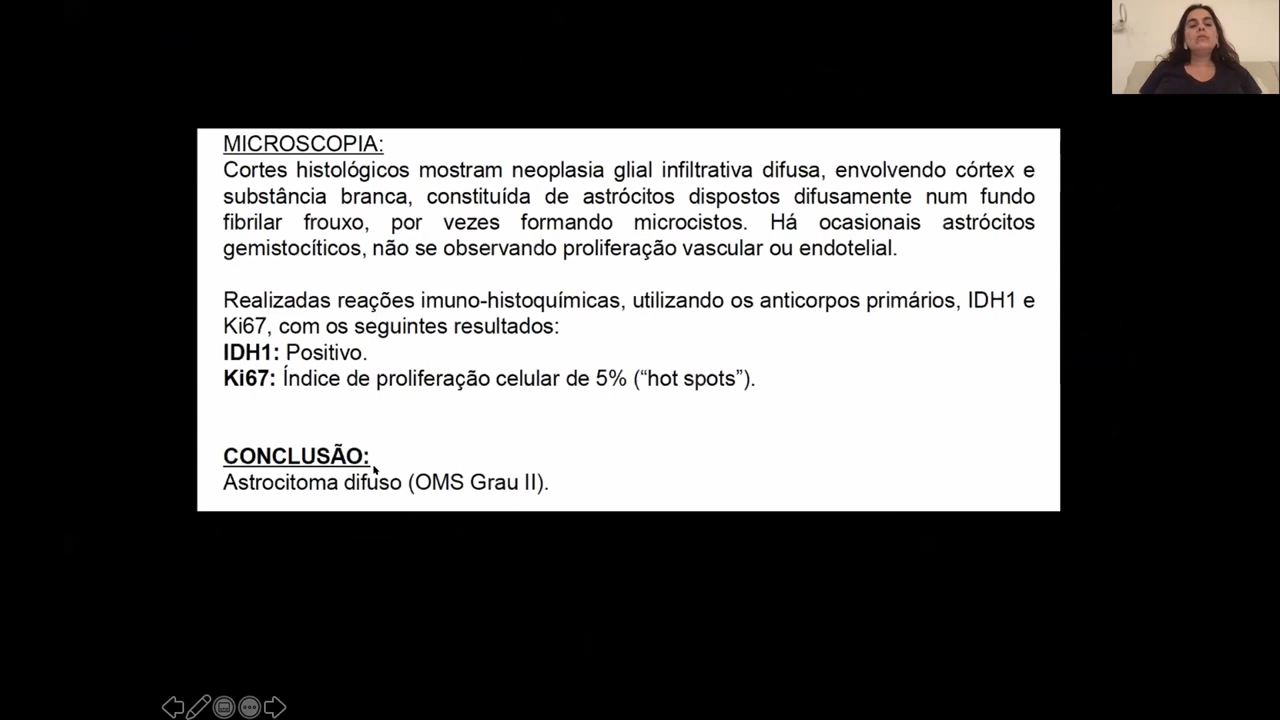 MICROSCOPIA:
Cortes histológicos mostram neoplasia glial infiltrativa difusa, envolvendo córtex e
substância branca, constituída de astrócitos dispostos difusamente num fundo
fibrilar frouxo, por vezes formando microcistos. Há ocasionais astrócitos
gemistocíticos, não se observando proliferação vascular ou endotelial.
Realizadas reações imuno-histoquímicas, utilizando os anticorpos primários, IDH1 e
Ki67, com os seguintes resultados:
IDH1: Positivo.
Ki67: Índice de proliferação celular de 5% (“hot spots”).
CONCLUSÃO:
Astrocitoma difuso (OMS Grau II).